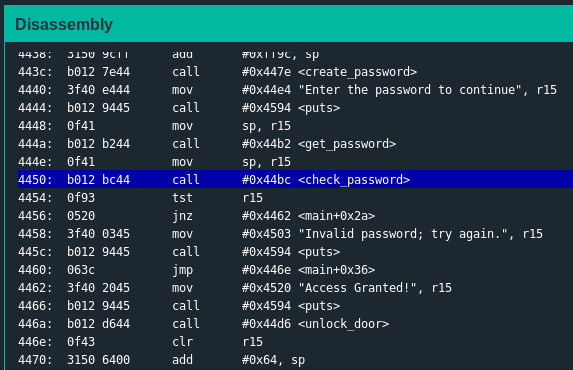 Disassembly
4438: 3150 9cff add #0xff9c, sp
443c: b012 7e44 call #0x447e <create_password>
4440: 3f40 e444 mov #0x44e4 "Enter the password to continue", r15
4444: b012 9445 call #0x4594 <puts>
4448: 0f41 mov sp, r15
444a: b012 b244 call #0x44b2 <get_password>
444e: 0f41 mov sp, r15
4450: b012 bc44 call #0x44bc <check_password>
4454: 0f93 tst r15
4456: 0520 jnz #0x4462 <main+0x2a>
4458: 3f40 0345 mov #0x4503 "Invalid password; try again.", r15
445c: b012 9445 call #0x4594 <puts>
4460: 063c jmp #0x446e <main+0x36>
4462: 3f40 2045 mov #0x4520 "Access Granted!", r15
4466: b012 9445 call #0x4594 <puts>
446a: b012 d644 call #0x44d6 <unlock_door>
446e: 0f43 clr r15
4470: 3150 6400 add #0x64, sp